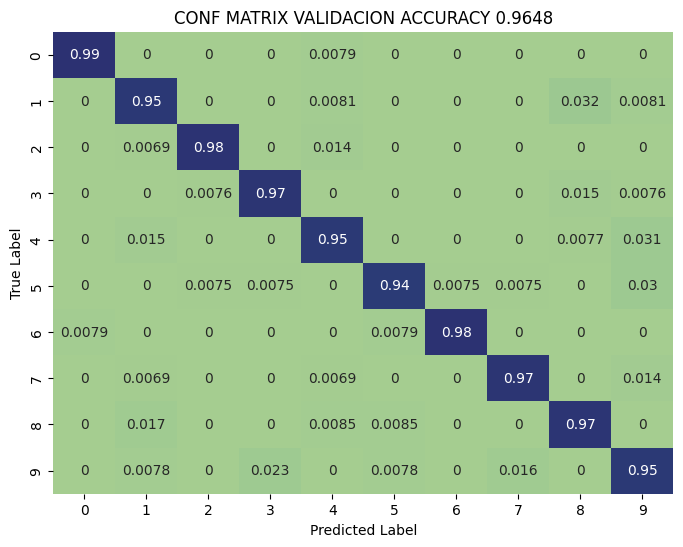 CONF MATRIX VALIDACION ACCURACY 0.9648
0 0.99 0 0 0 0.0079 0 0 0 0 0
1 0 0.95 0 0 0.0081 0 0 0 0.032 0.0081
2 0 0.0069 0.98 0 0.014 0 0 0 0 0
3 0 0 0.0076 0.97 0 0 0 0 0.015 0.0076
True Label
4 0 0.015 0 0 0.95 0 0 0 0.0077 0.031
5 0 0 0.0075 0.0075 0 0.94 0.0075 0.0075 0 0.03
6 0.0079 0 0 0 0 0.0079 0.98 0 0 0
7 0 0.0069 0 0 0.0069 0 0 0.97 0 0.014
8 0 0.017 0 0 0.0085 0.0085 0 0 0.97 0
9 0 0.0078 0 0.023 0 0.0078 0 0.016 0 0.95
0 1 2 3 4 5 6 7 8 9
Predicted Label